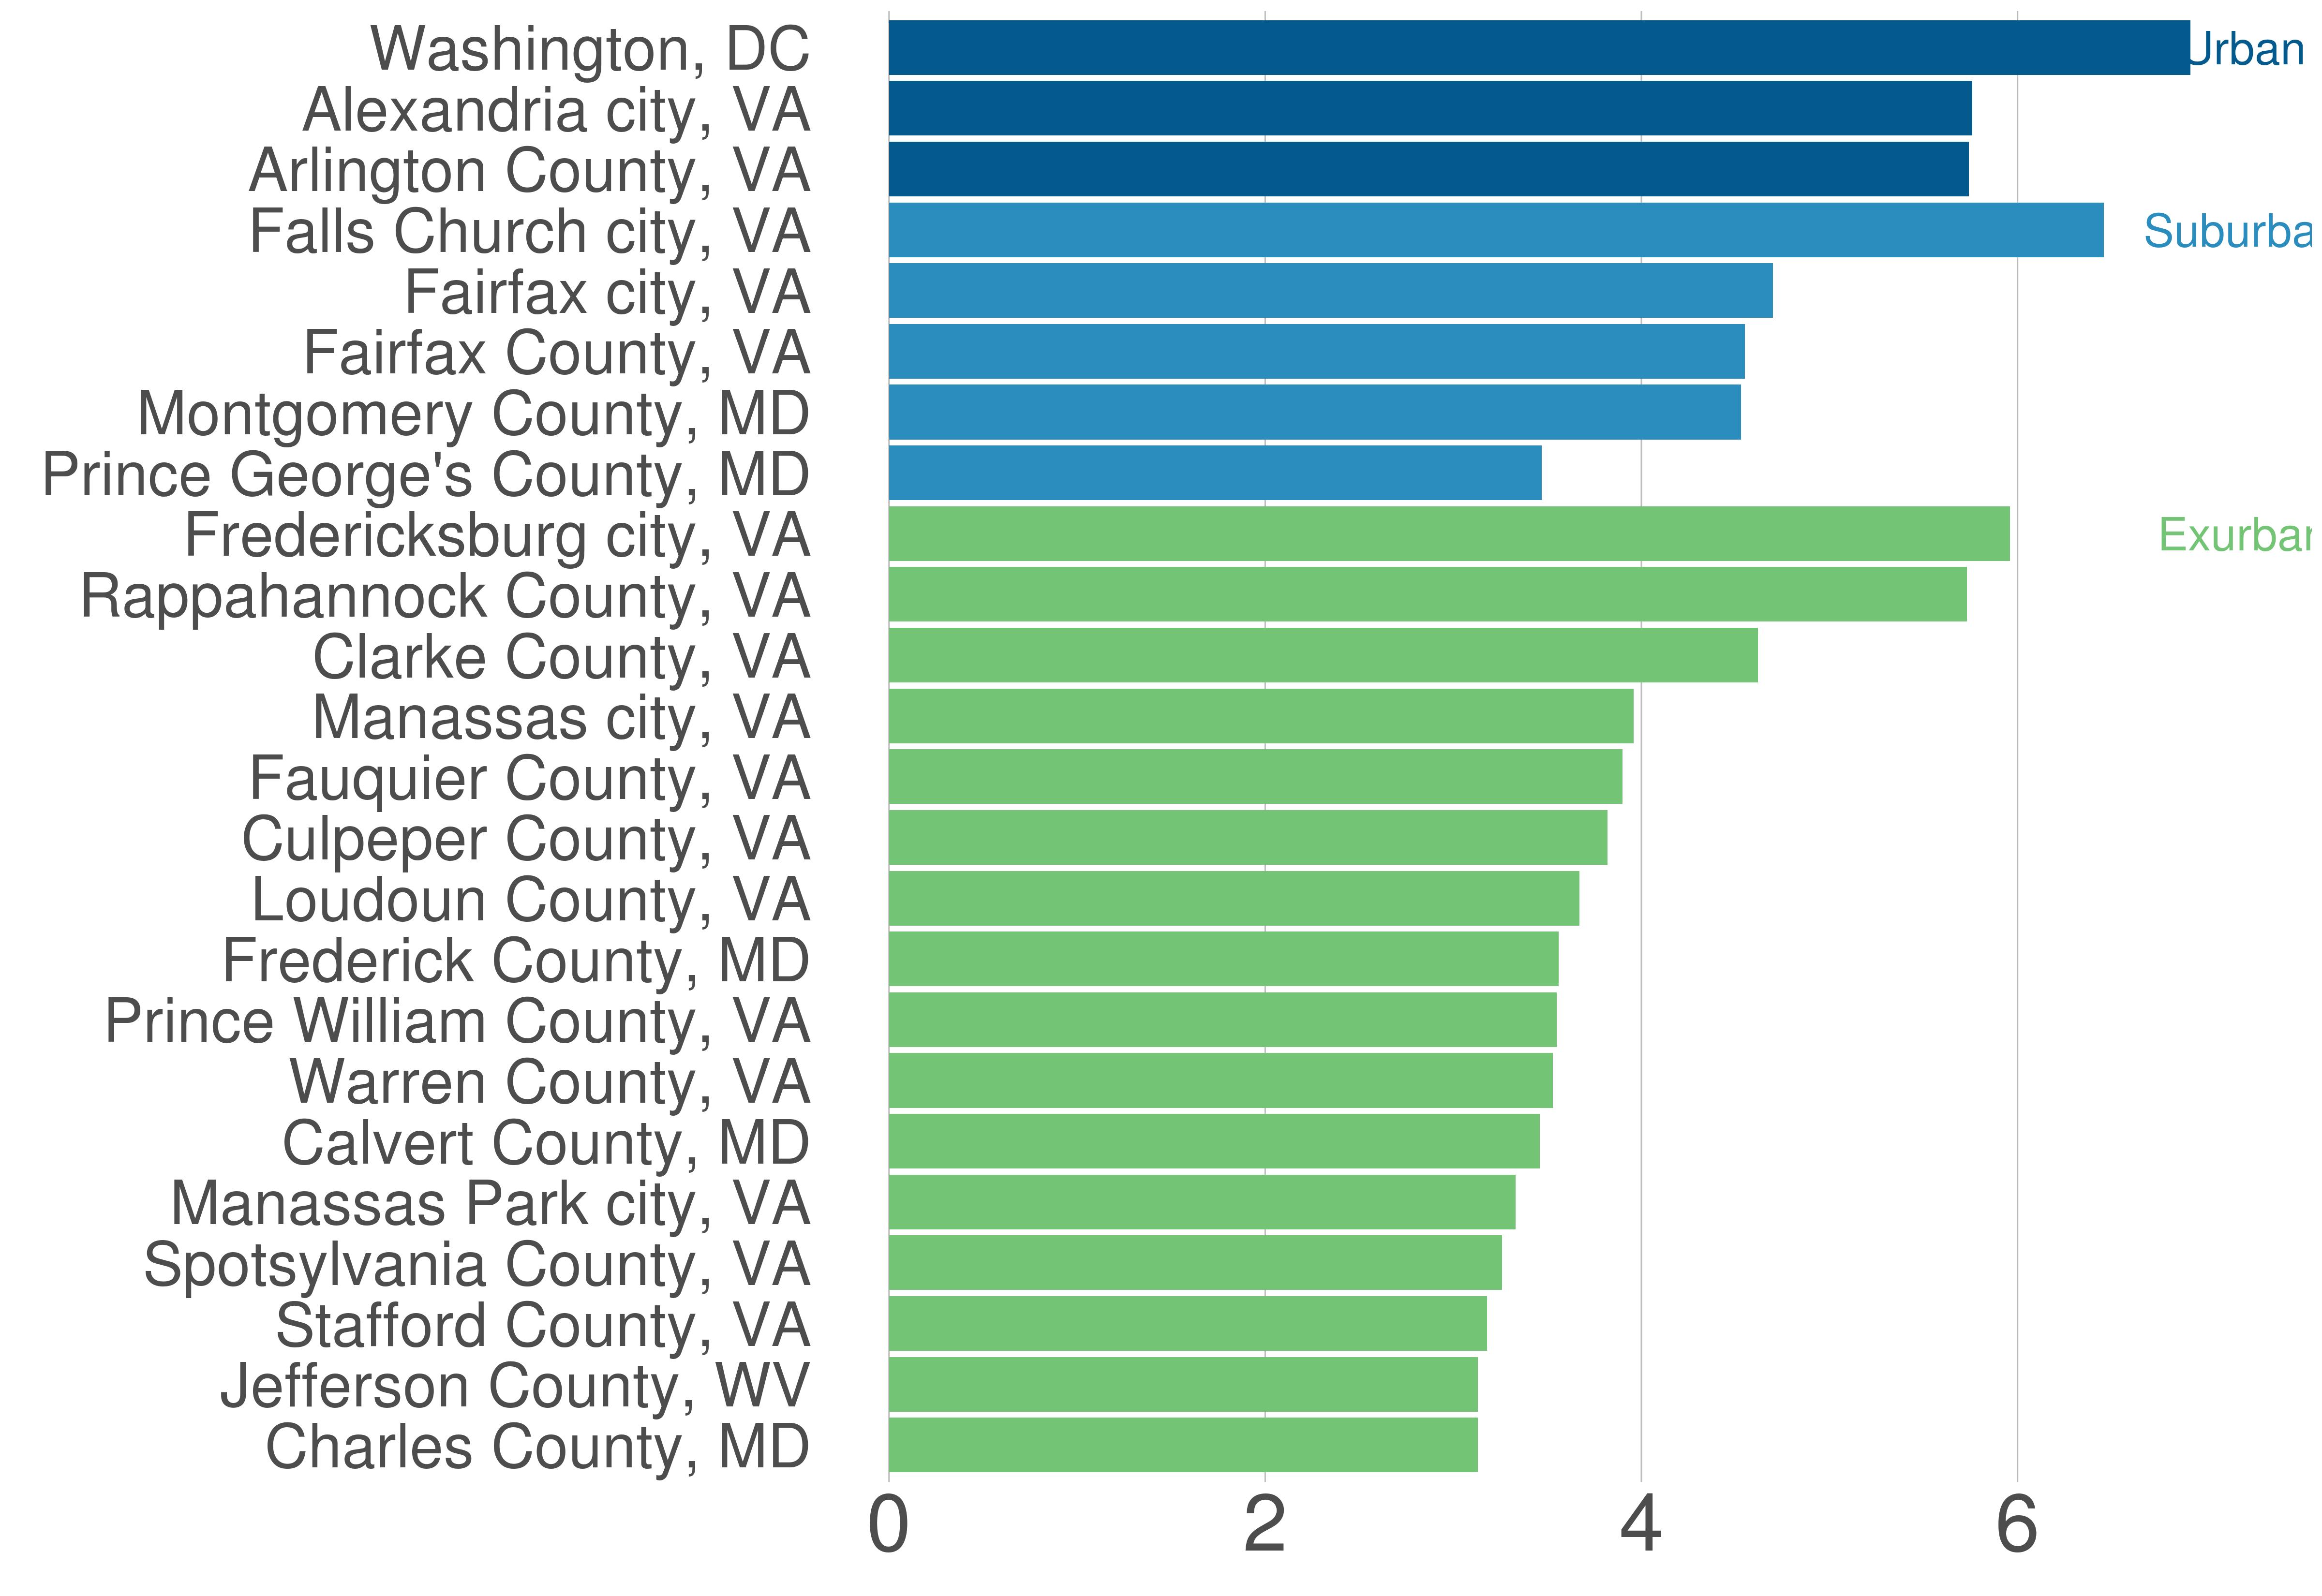 Washington, DC Urban
Alexandria city, VA
Arlington County, VA
Falls Church city, VA Suburba
Fairfax city, VA
Fairfax County, VA
Montgomery County, MD
Prince George's County, MD
Fredericksburg city, VA Exurban
Rappahannock County, VA
Clarke County, VA
Manassas city, VA
Fauquier County, VA
Culpeper County, VA
Loudoun County, VA
Frederick County, MD
Prince William County, VA
Warren County, VA
Calvert County, MD
Manassas Park city, VA
Spotsylvania County, VA
Stafford County, VA
Jefferson County, WV
Charles County, MD
0 2 4 6